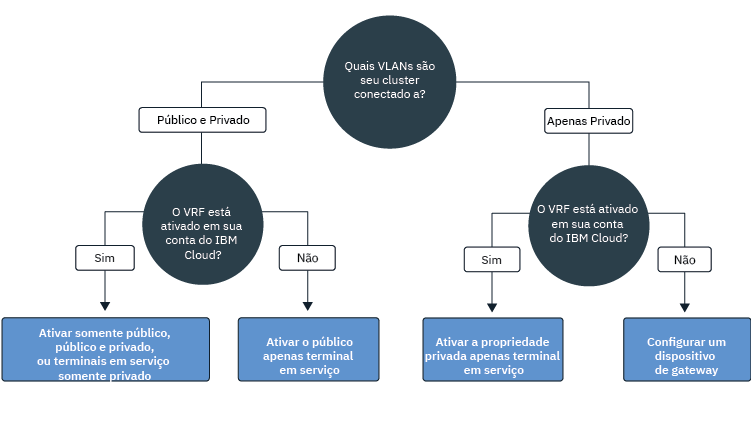 Quais VLANs são
seu cluster
conectado a?
Público e Privado
Apenas Privado
O VRF está
ativado em sua
conta do IBM
Cloud?
O VRF está ativado
em sua conta
do IBM Cloud?
Sim
Não
Sim
Não
Ativar somente público,
público e privado,
ou terminais em serviço
somente privado
Ativar o público
apenas terminal
em serviço
Ativar a propriedade
privada apenas terminal
em serviço
Configurar um
dispositivo
de gateway